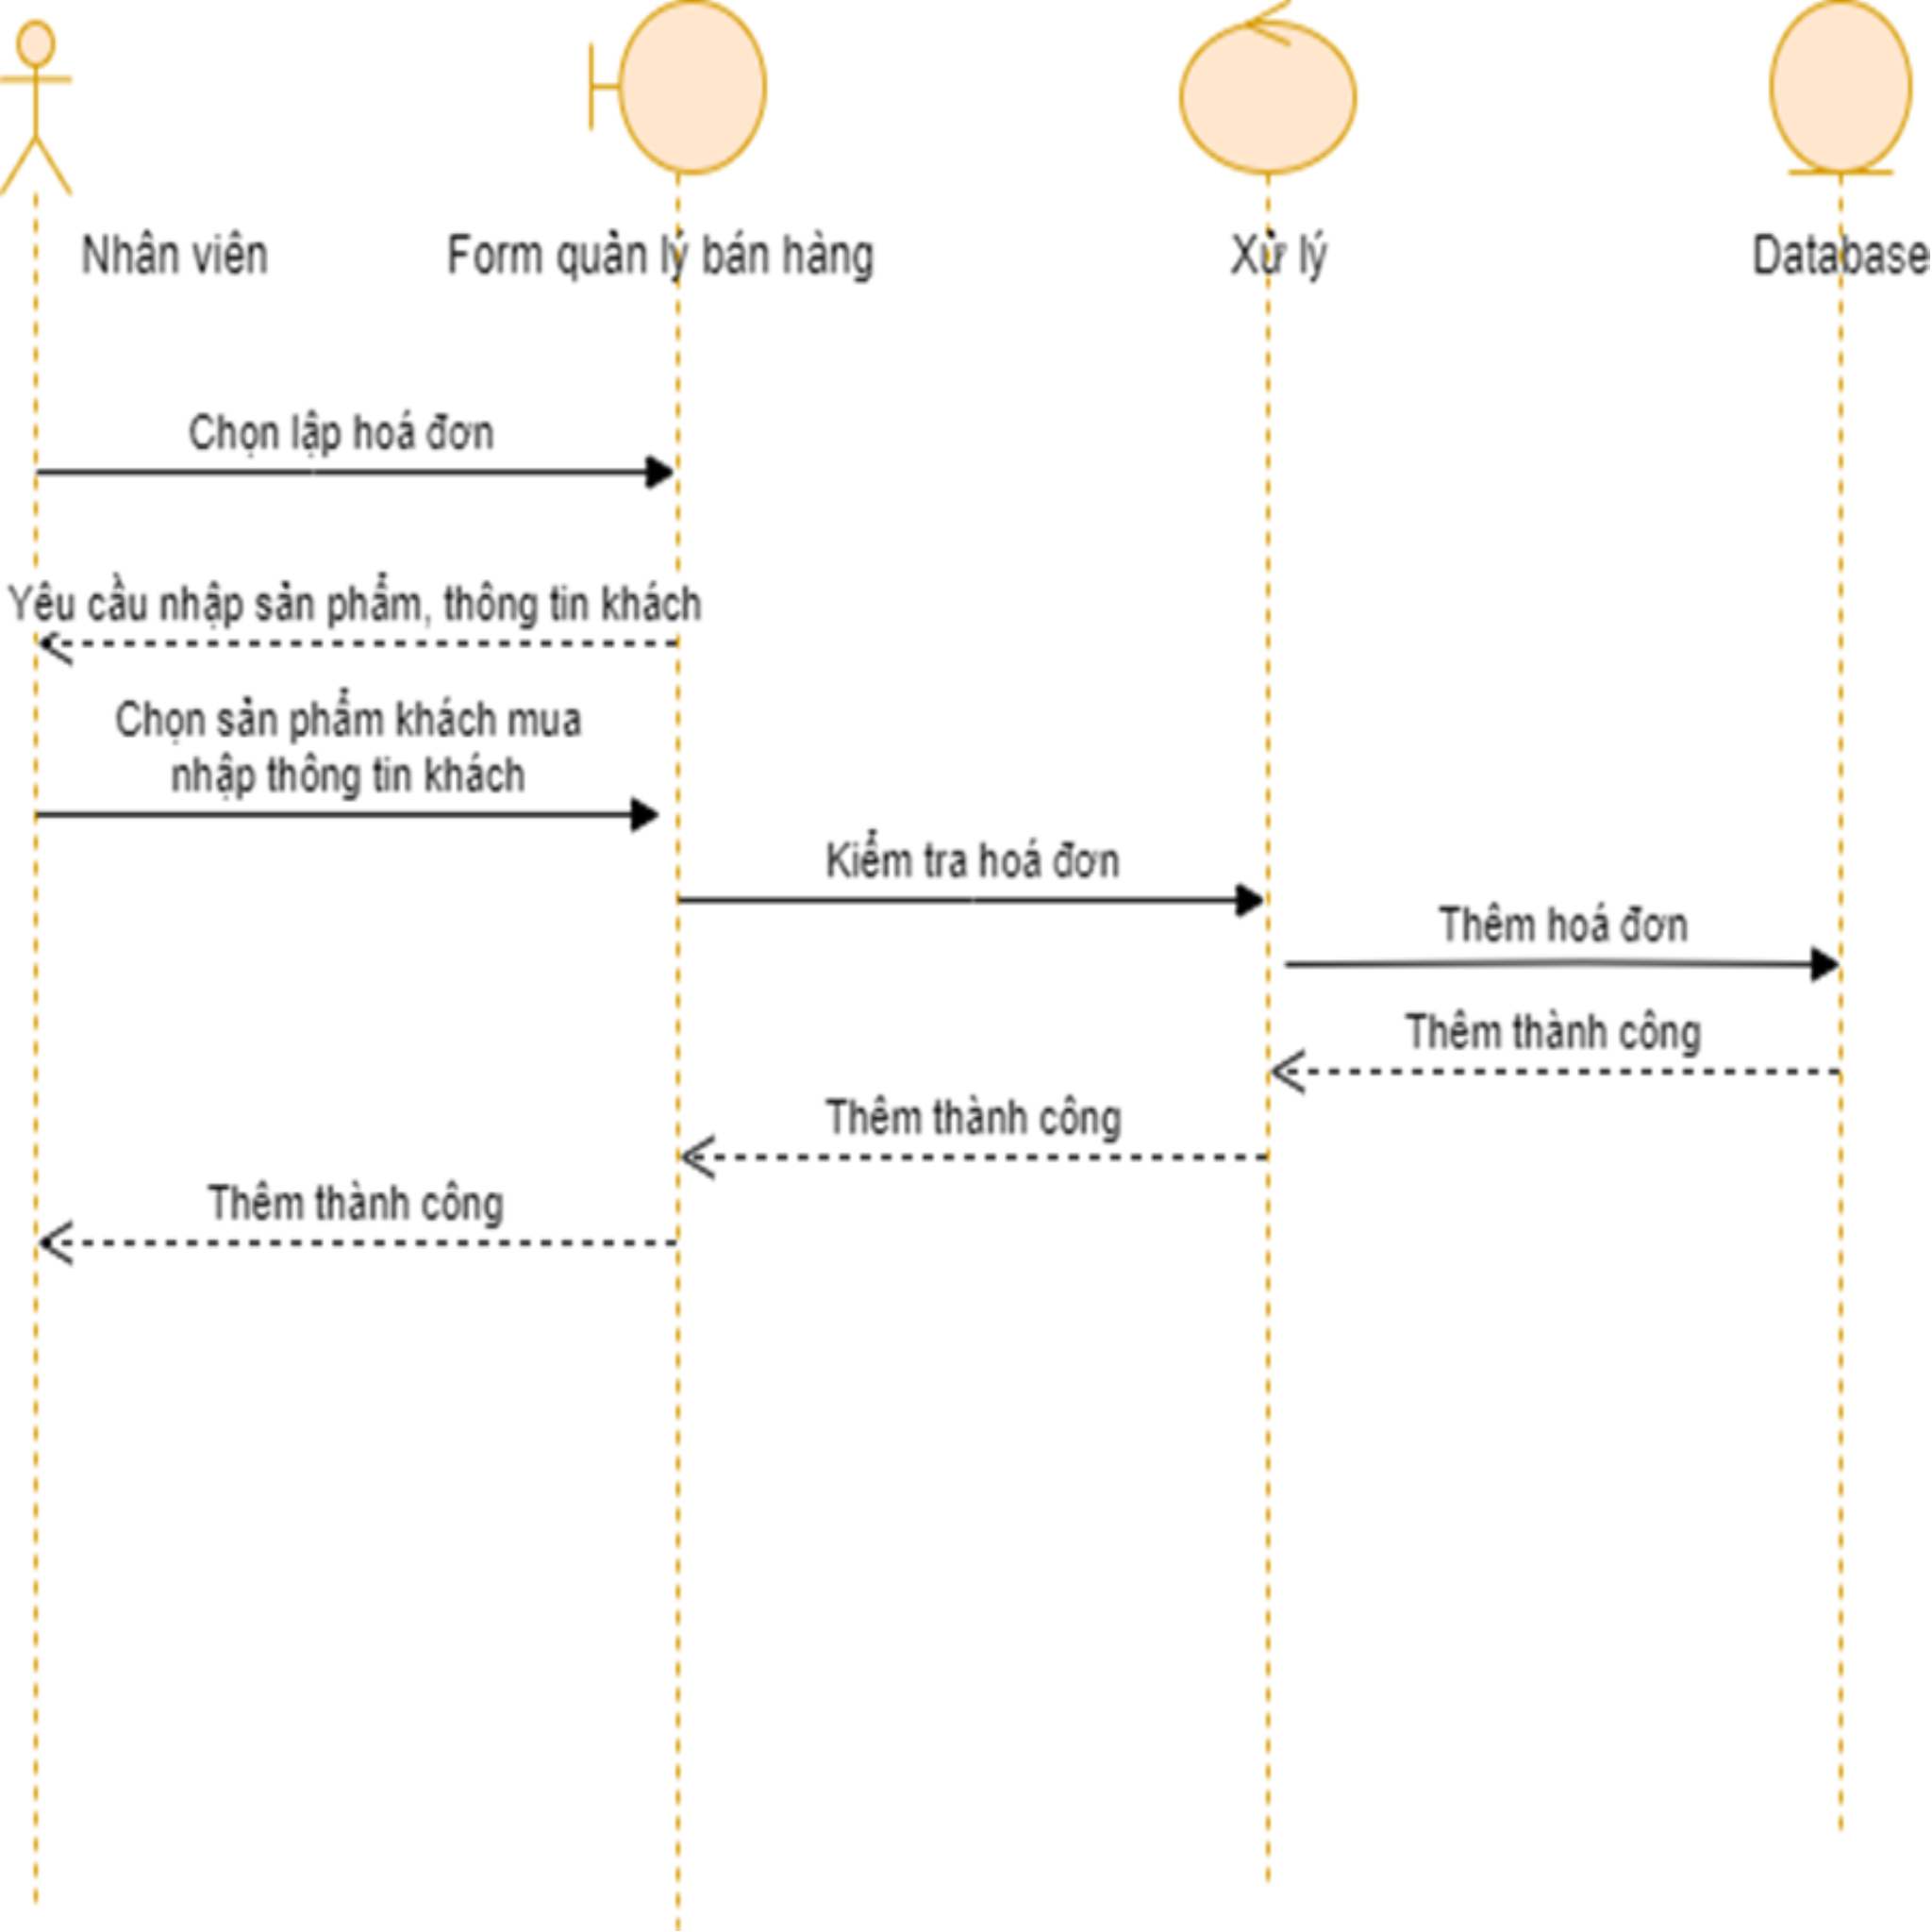 Nhân viên
Form quản lý bán hàng
Xử lý
Database
Chọn lập hoá đơn
Yêu cầu nhập sản phẩm, thông tin khách
Chọn sản phẩm khách mua
nhập thông tin khách
Kiểm tra hoá đơn
Thêm hoá đơn
Thêm thành công
Thêm thành công
Thêm thành công